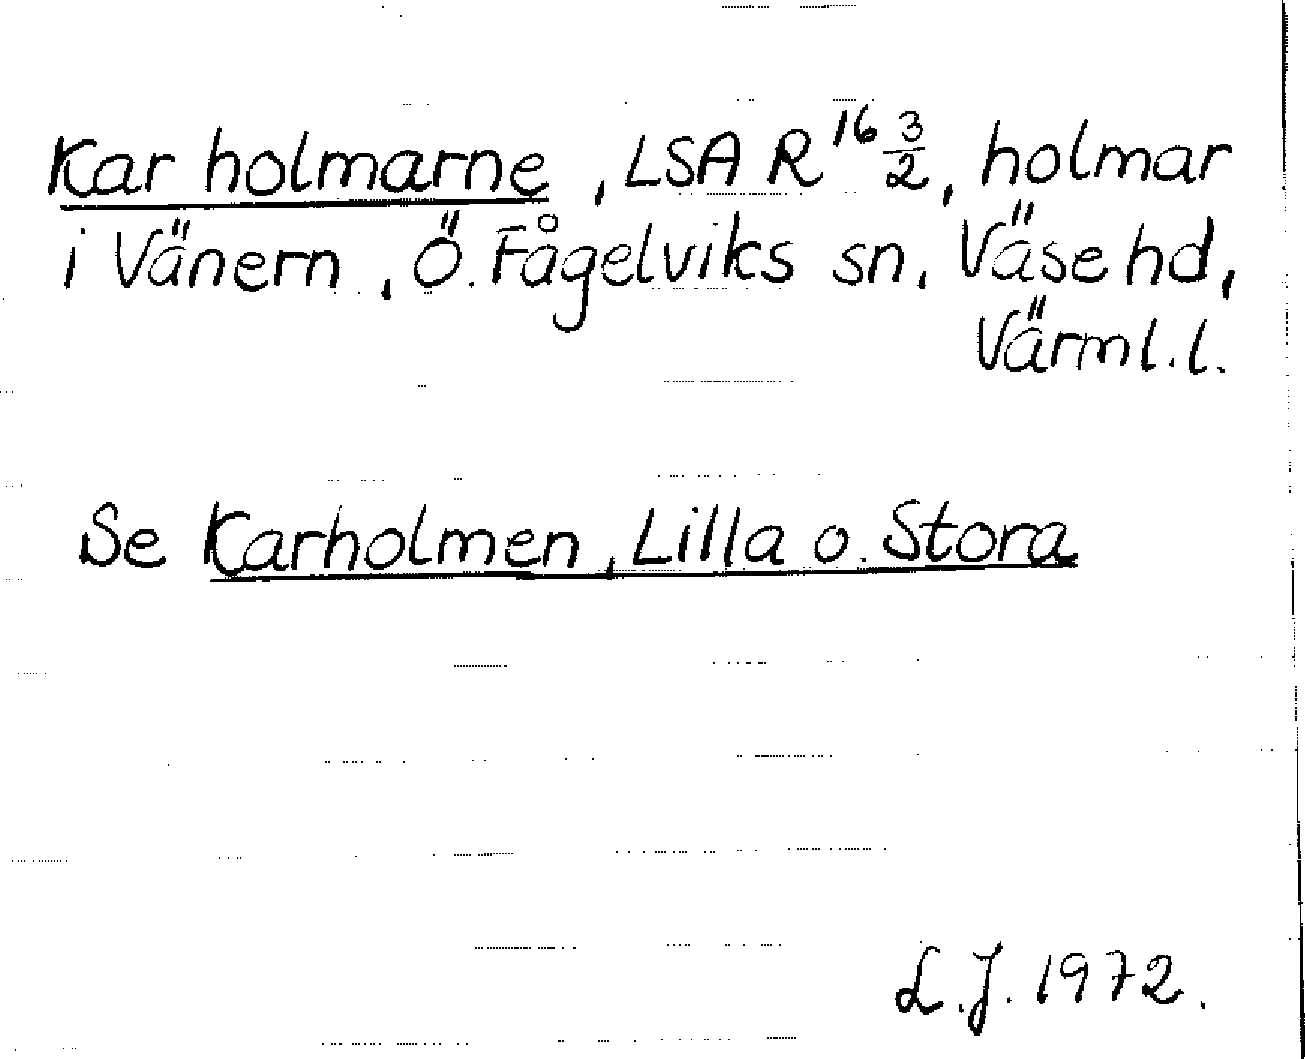 Kar holmarne, LSA R 16 3/2, holmar
i Vänern, Ö. Fågelviks sn, Väse hd,
Värml. l.
Se Karholmen, Lilla o. Stora
L.J. 1972.